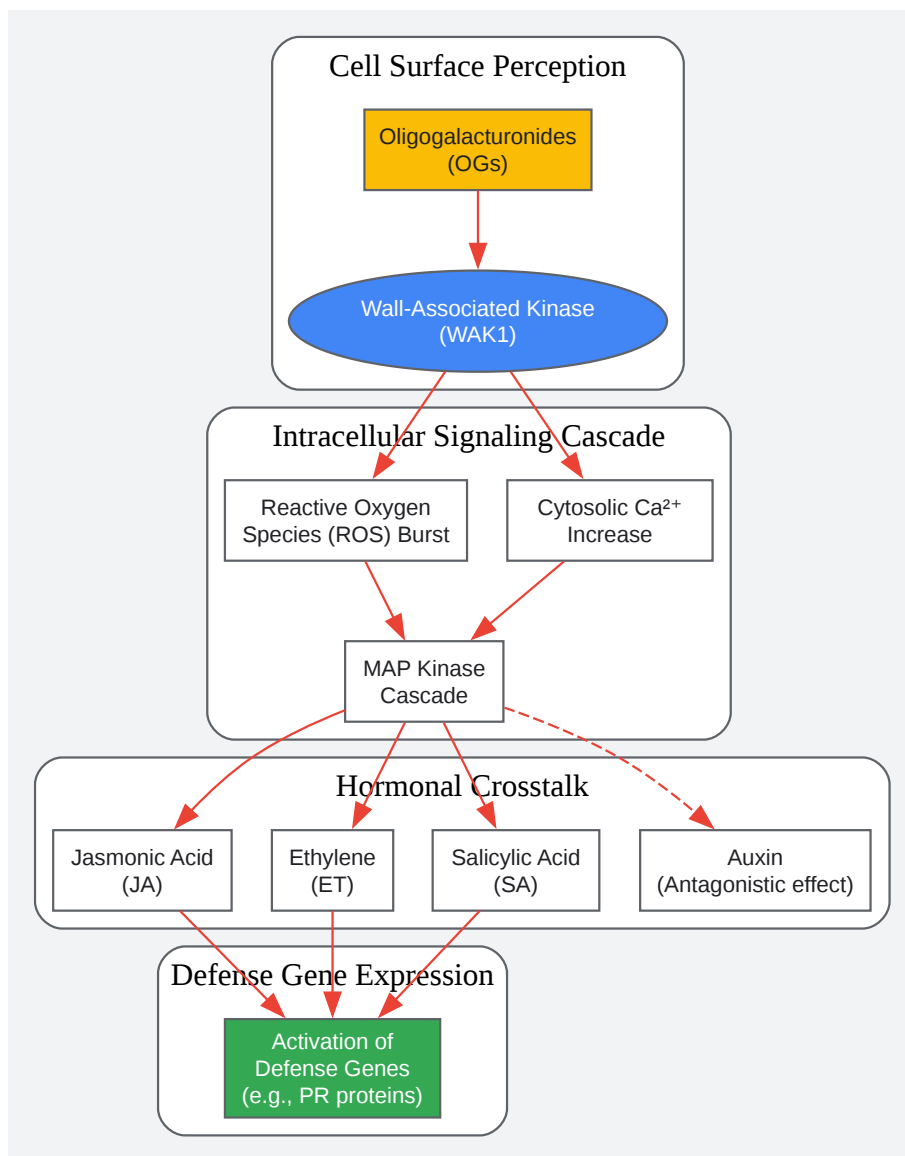 Cell Surface Perception
Oligogalacturonides
(OGs)
Wall-Associated Kinase
(WAK1)
Intracellular Signaling Cascade
Reactive Oxygen
Species (ROS) Burst
Cytosolic Ca²⁺
Increase
MAP Kinase
Cascade
Hormonal Crosstalk
Jasmonic Acid
(JA)
Ethylene
(ET)
Salicylic Acid
(SA)
Auxin
(Antagonistic effect)
Defense Gene Expression
Activation of
Defense Genes
(e.g., PR proteins)